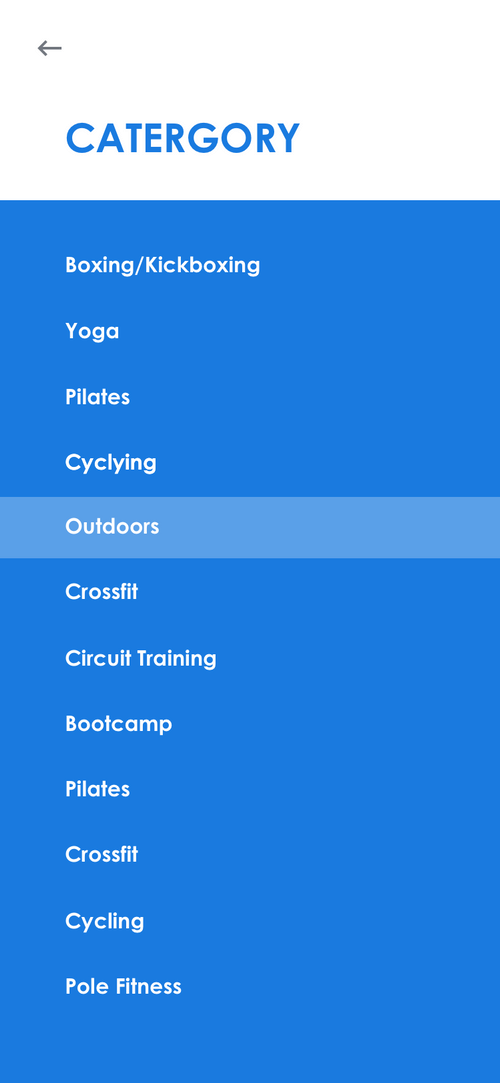 CATERGORY
Boxing/Kickboxing
Yoga
Pilates
Cyclying
Outdoors
Crossfit
Circuit Training
Bootcamp
Pilates
Crossfit
Cycling
Pole Fitness